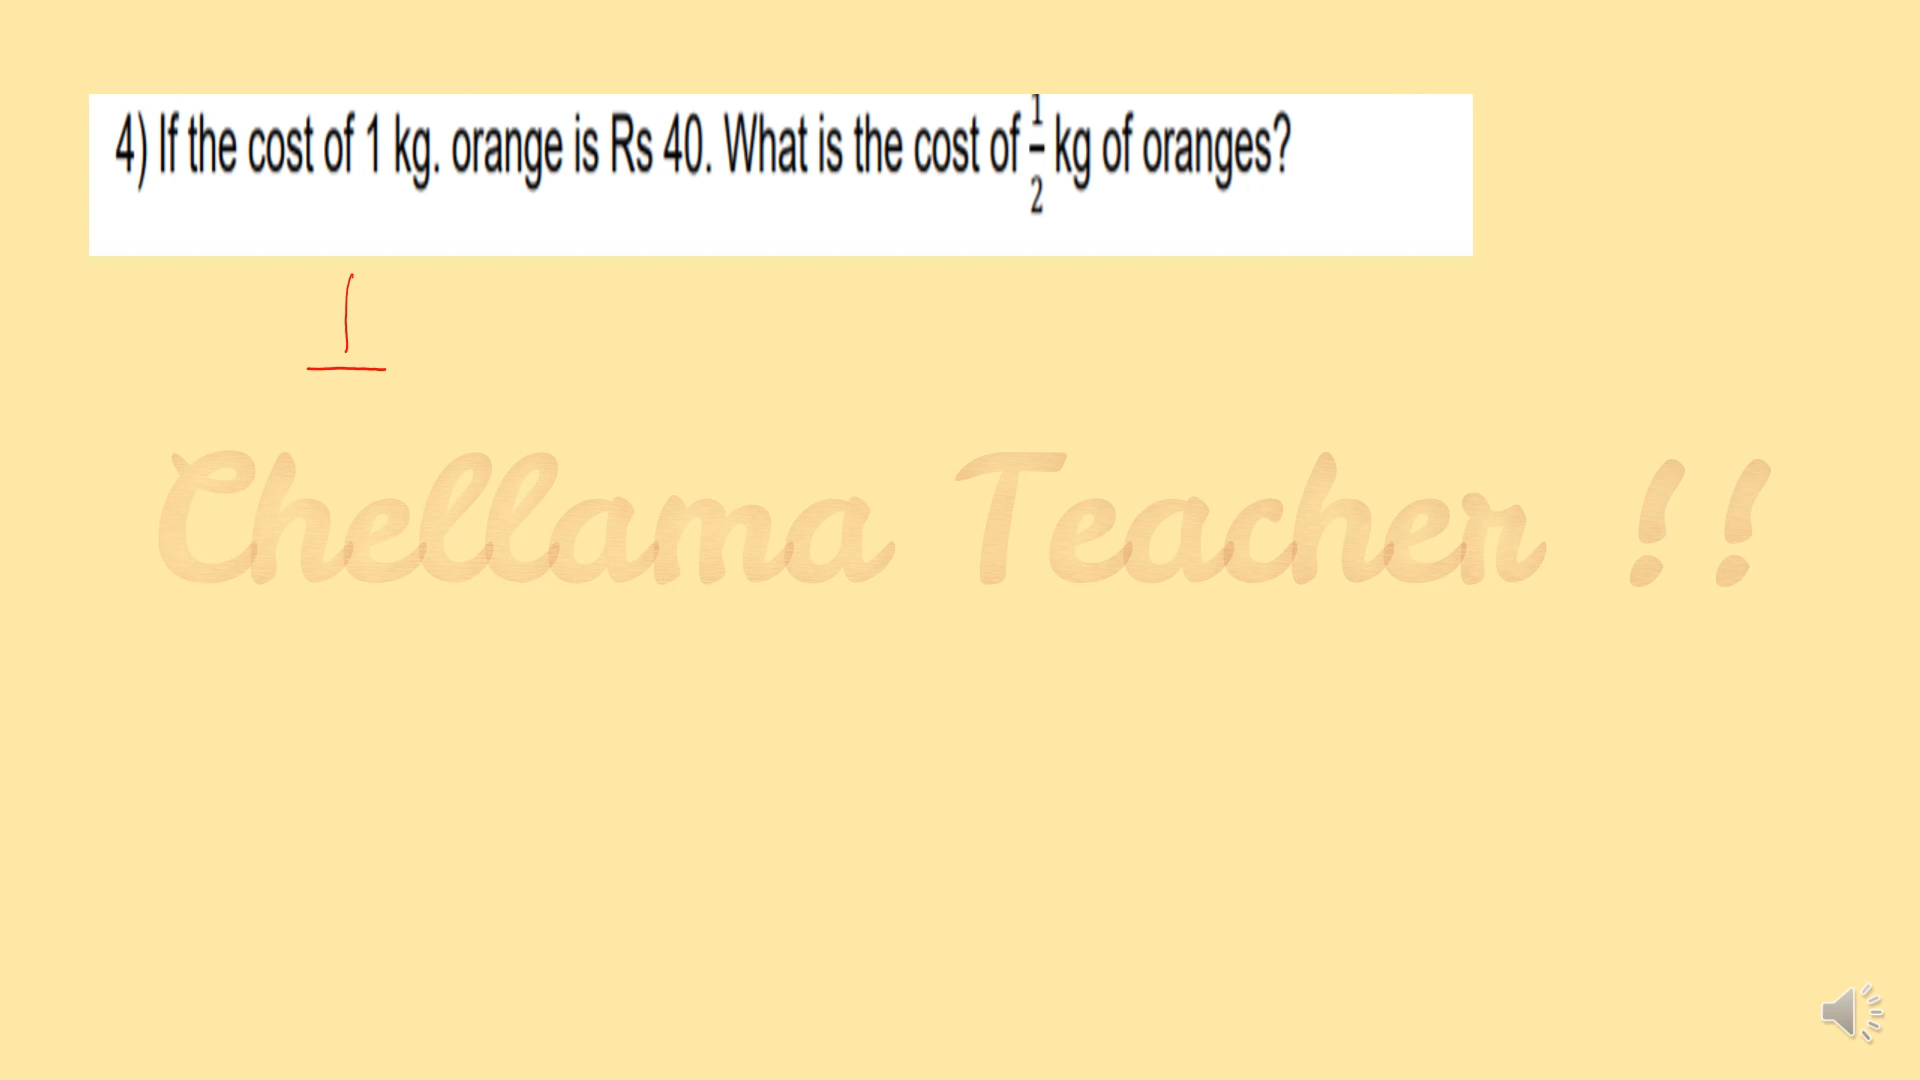 4) If the cost of 1 kg. orange is Rs 40. What is the cost of 1/2 kg of oranges?
1
Chellama Teacher !!